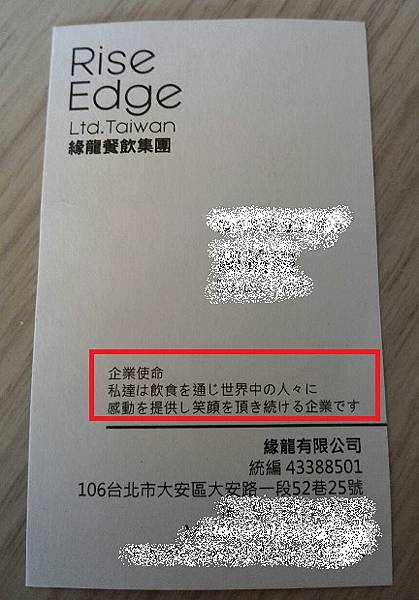 Rise
Edge
Ltd.Taiwan
緣龍餐飲集團
企業使命
私達は飲食を通じ世界中の人々に
感動を提供し笑顔を頂き続ける企業です
緣龍有限公司
統編 43388501
106台北市大安區大安路一段52巷25號